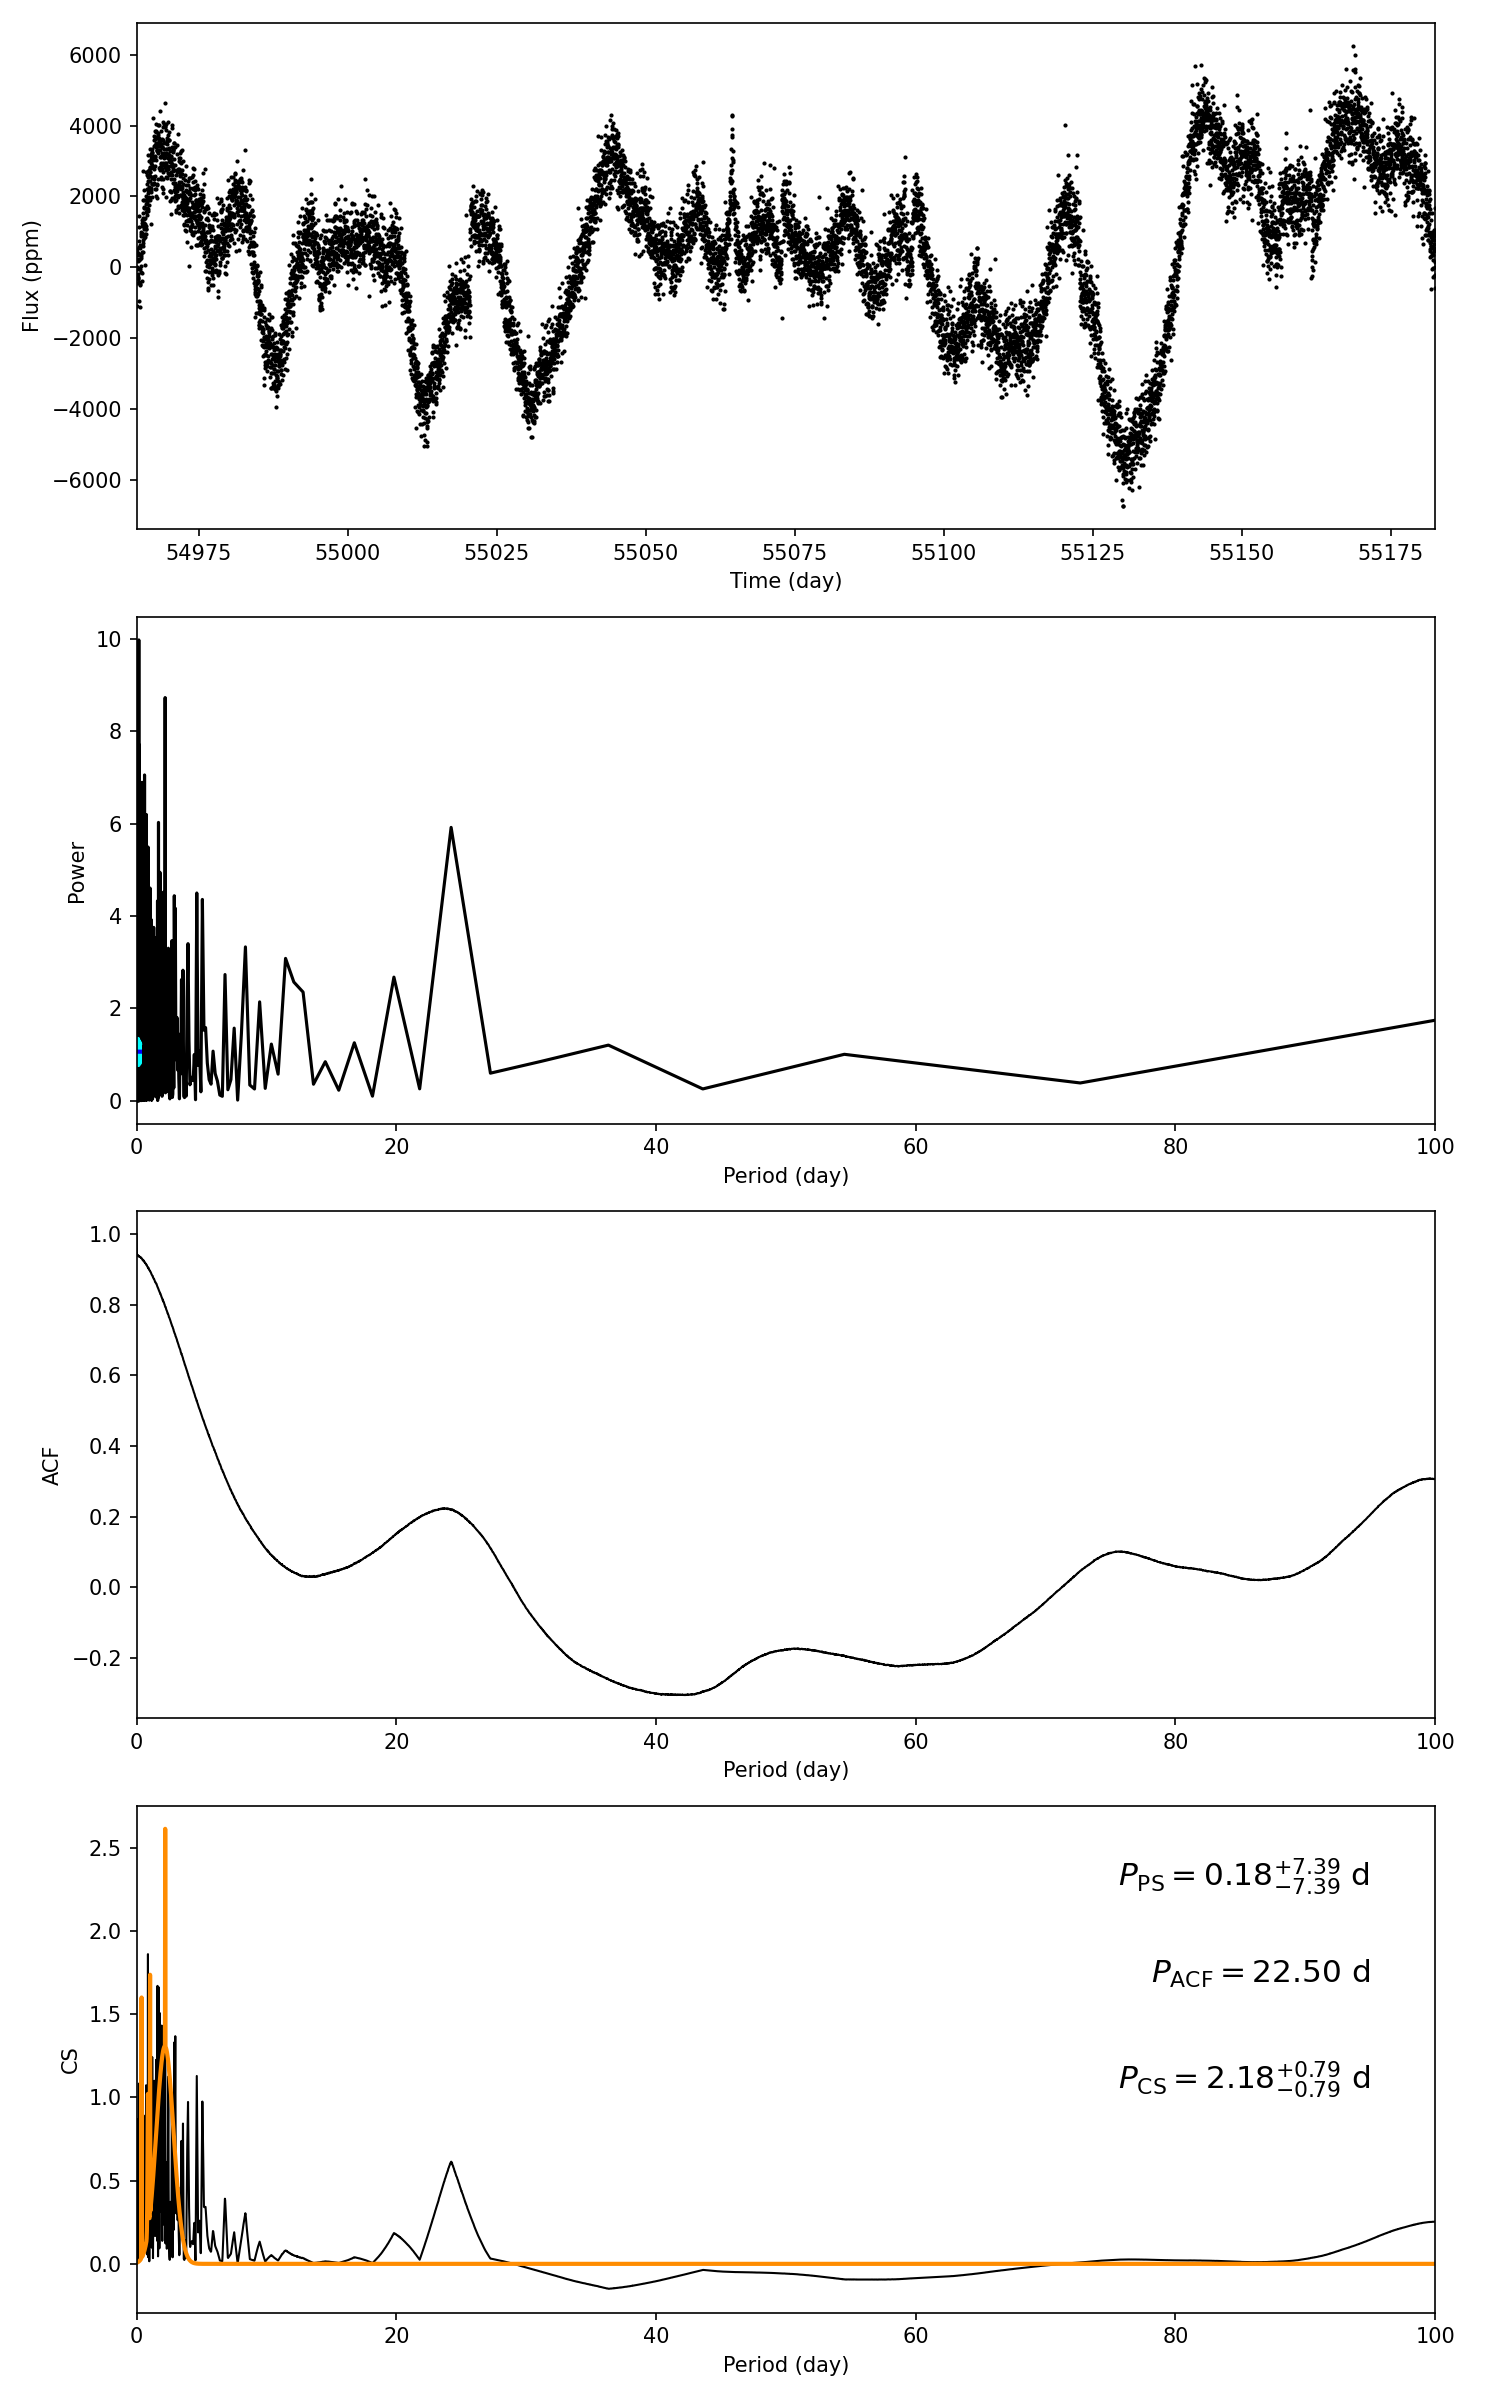 6000
4000
2000
0
−2000
−4000
−6000
Flux (ppm)
54975 55000 55025 55050 55075 55100 55125 55150 55175
Time (day)
10
8
6
4
2
0
Power
0 20 40 60 80 100
Period (day)
1.0
0.8
0.6
0.4
0.2
0.0
−0.2
ACF
0 20 40 60 80 100
Period (day)
2.5
2.0
1.5
1.0
0.5
0.0
CS
P_PS = 0.18 +7.39 −7.39 d
P_ACF = 22.50 d
P_CS = 2.18 +0.79 −0.79 d
0 20 40 60 80 100
Period (day)